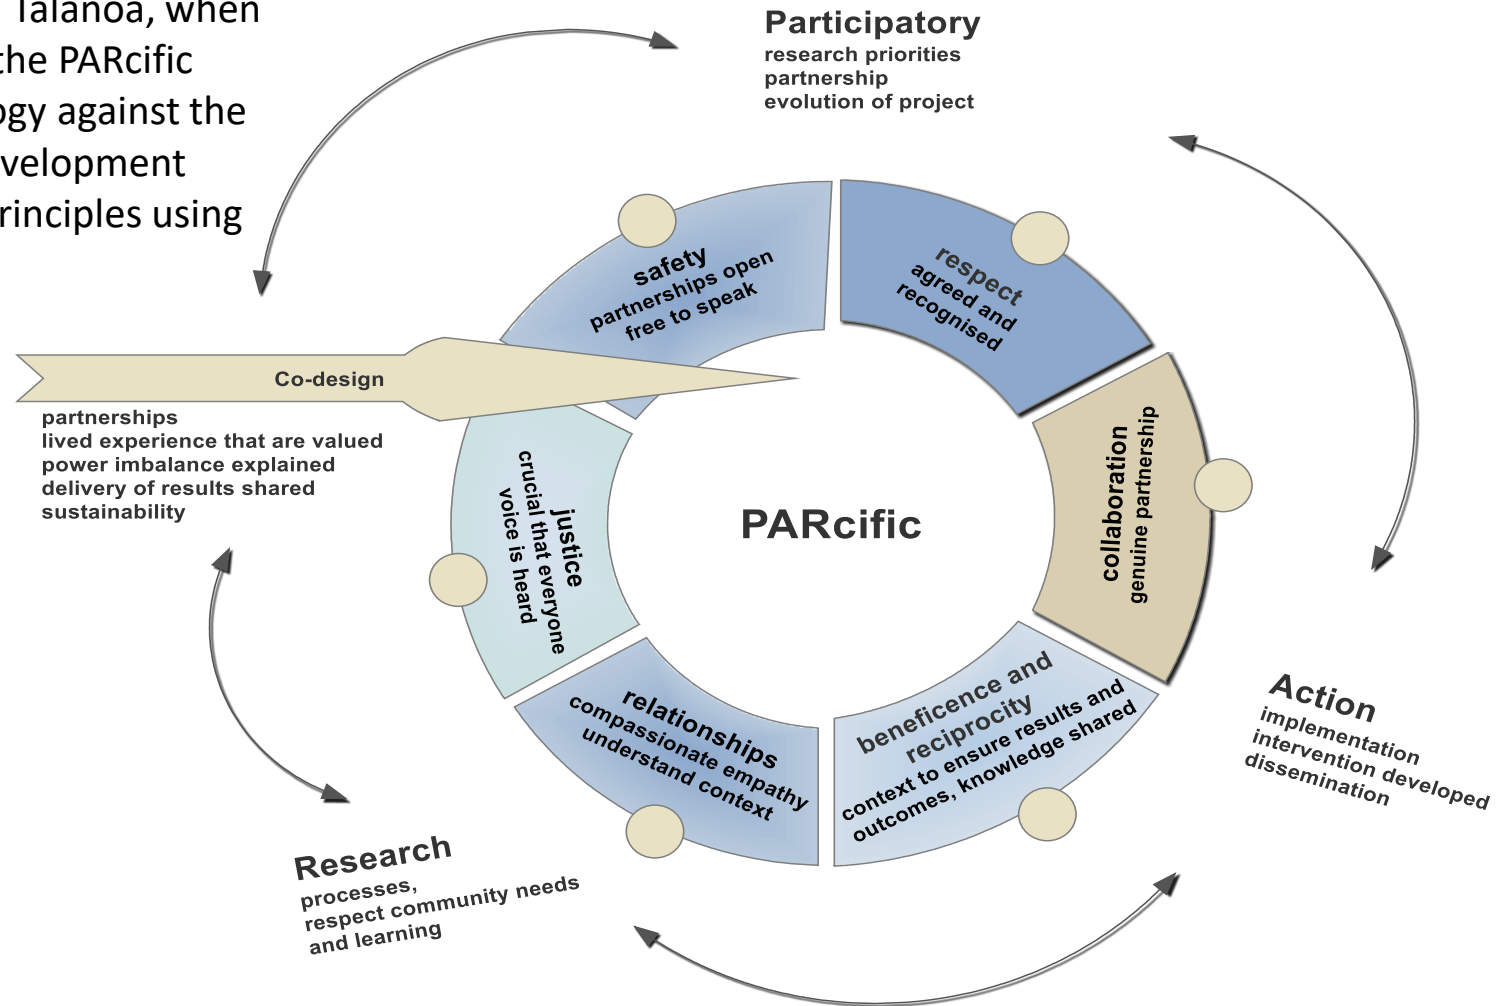 Talanoa, when
the PARcific
ogy against the
velopment
rinciples using
Participatory
research priorities
partnership
evolution of project
safety
partnerships open
free to speak
respect
agreed and
recognised
Co-design
partnerships
lived experience that are valued
power imbalance explained
delivery of results shared
sustainability
justice
crucial that everyone
voice is heard
PARcific
collaboration
genuine partnership
relationships
compassionate empathy
understand context
beneficence and
reciprocity
context to ensure results and
outcomes, knowledge shared
Action
implementation
intervention developed
dissemination
Research
processes,
respect community needs
and learning